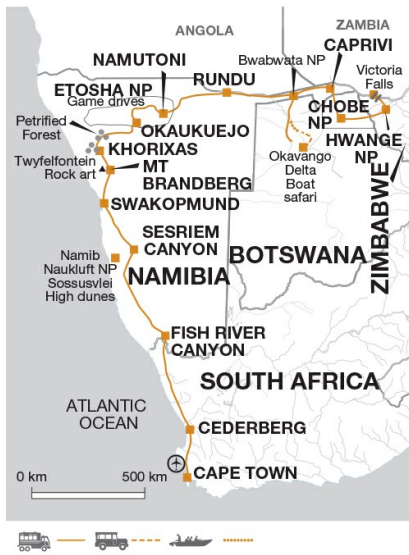 ANGOLA
ZAMBIA
NAMUTONI
Bwabwata NP
CAPRIVI
ETOSHA NP
Game drives
RUNDU
Victoria
Falls
Petrified
Forest
OKAUKUEJO
CHOBE
NP
KHORIXAS
HWANGE
NP
Twyfelfontein
Rock art
MT
BRANDBERG
Okavango
Delta
Boat
safari
SWAKOPMUND
SESRIEM
CANYON
BOTSWANA
ZIMBABWE
Namib
Naukluft NP
Sossusvlei
High dunes
NAMIBIA
FISH RIVER
CANYON
SOUTH AFRICA
ATLANTIC
OCEAN
CEDERBERG
0 km
500 km
CAPE TOWN